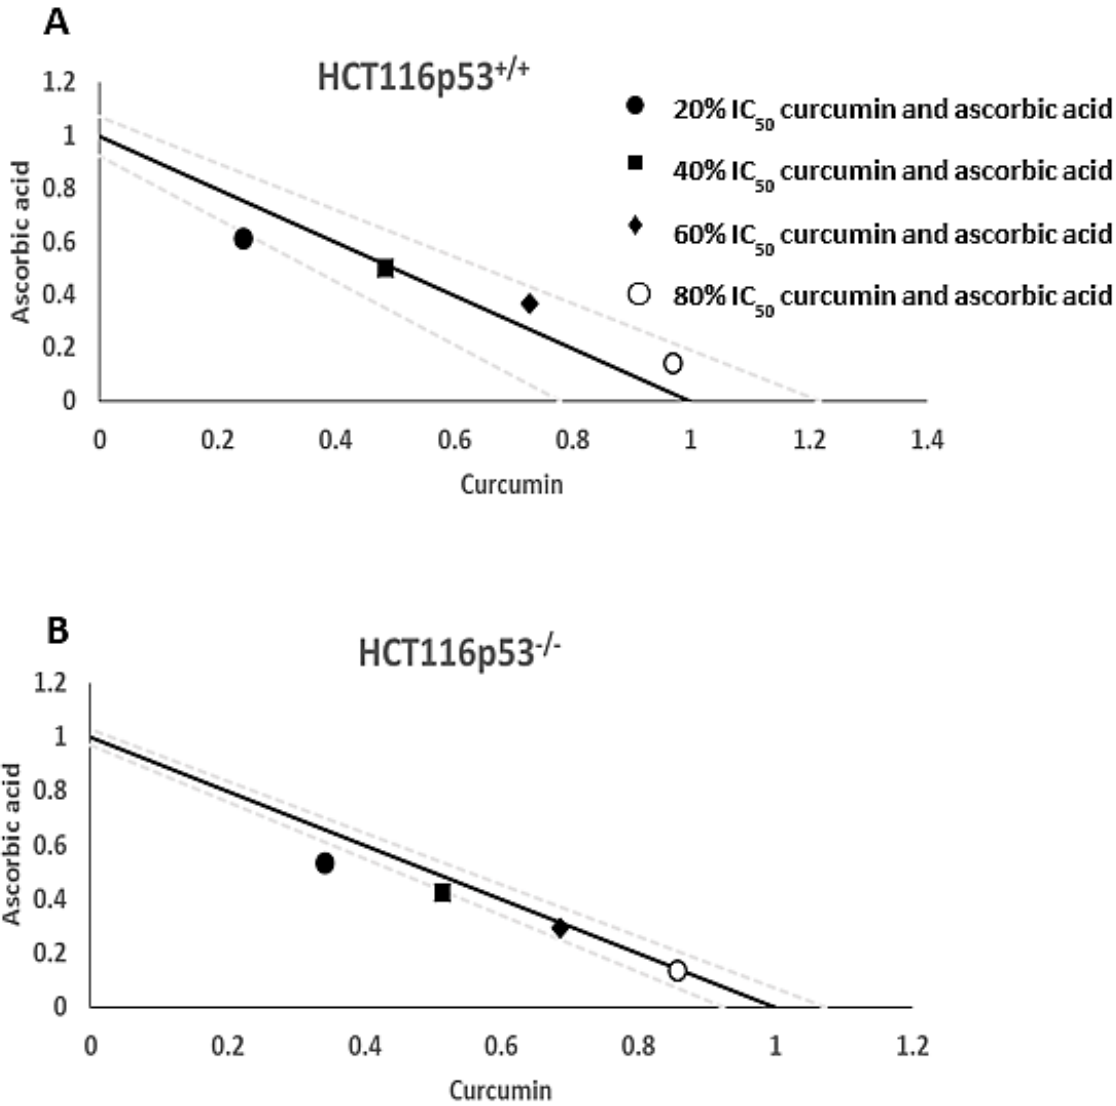 A
HCT116p53+/+
20% IC50 curcumin and ascorbic acid
40% IC50 curcumin and ascorbic acid
60% IC50 curcumin and ascorbic acid
80% IC50 curcumin and ascorbic acid
Ascorbic acid
1.2
1
0.8
0.6
0.4
0.2
0
0 0.2 0.4 0.6 0.8 1 1.2 1.4
Curcumin
B
HCT116p53-/-
Ascorbic acid
1.2
1
0.8
0.6
0.4
0.2
0
0 0.2 0.4 0.6 0.8 1 1.2
Curcumin